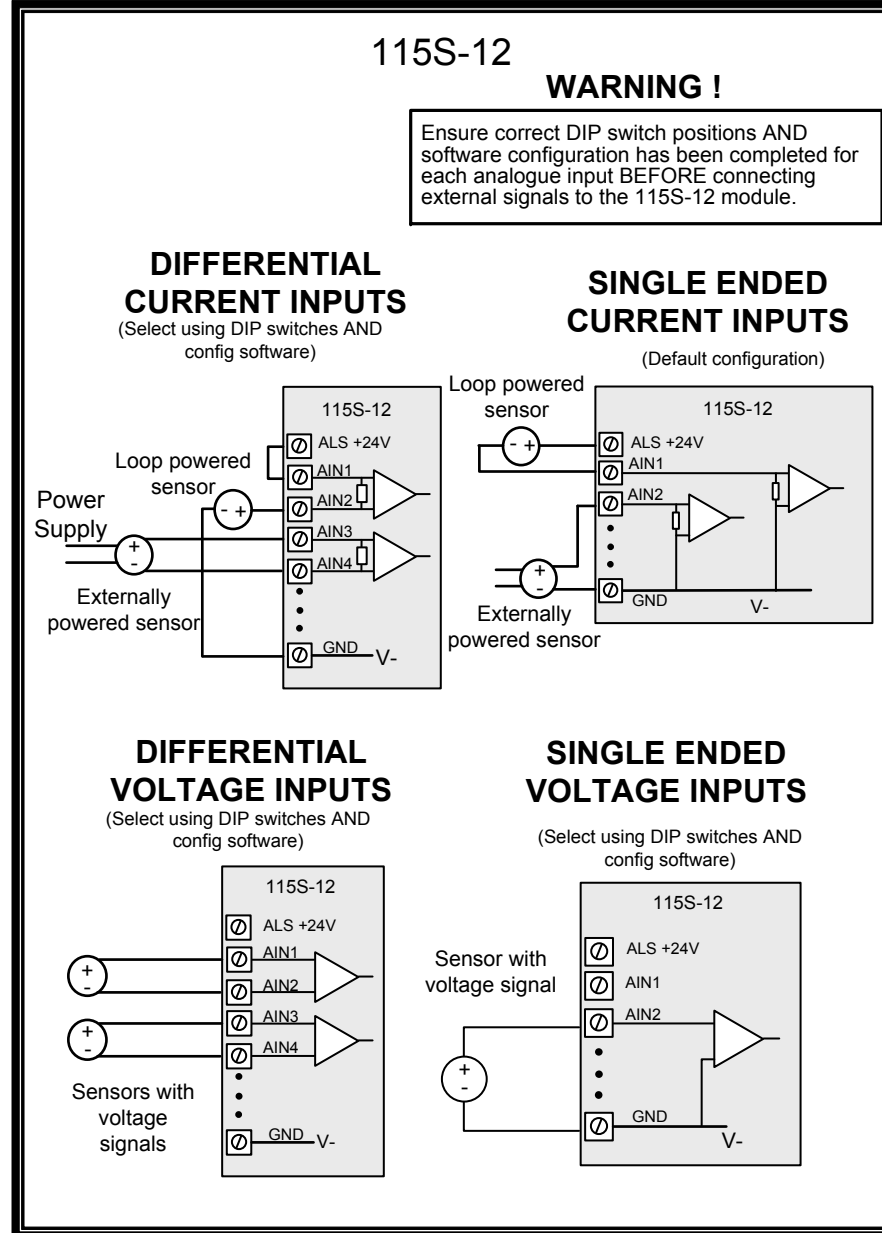 115S-12
WARNING !
Ensure correct DIP switch positions AND
software configuration has been completed for
each analogue input BEFORE connecting
external signals to the 115S-12 module.
DIFFERENTIAL
CURRENT INPUTS
(Select using DIP switches AND
config software)
115S-12
ALS +24V
AIN1
AIN2
AIN3
AIN4
GND
V-
Loop powered
sensor
- +
Power
Supply
+
-
Externally
powered sensor
SINGLE ENDED
CURRENT INPUTS
(Default configuration)
Loop powered
sensor
- +
115S-12
ALS +24V
AIN1
AIN2
GND
V-
+
-
Externally
powered sensor
DIFFERENTIAL
VOLTAGE INPUTS
(Select using DIP switches AND
config software)
115S-12
ALS +24V
AIN1
AIN2
AIN3
AIN4
GND
V-
+
-
+
-
Sensors with
voltage
signals
SINGLE ENDED
VOLTAGE INPUTS
(Select using DIP switches AND
config software)
115S-12
ALS +24V
AIN1
AIN2
GND
V-
Sensor with
voltage signal
+
-